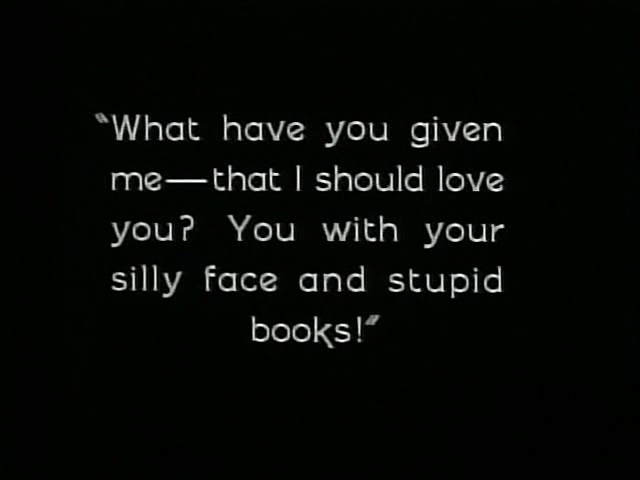 "What have you given
me—that I should love
you? You with your
silly face and stupid
books!"